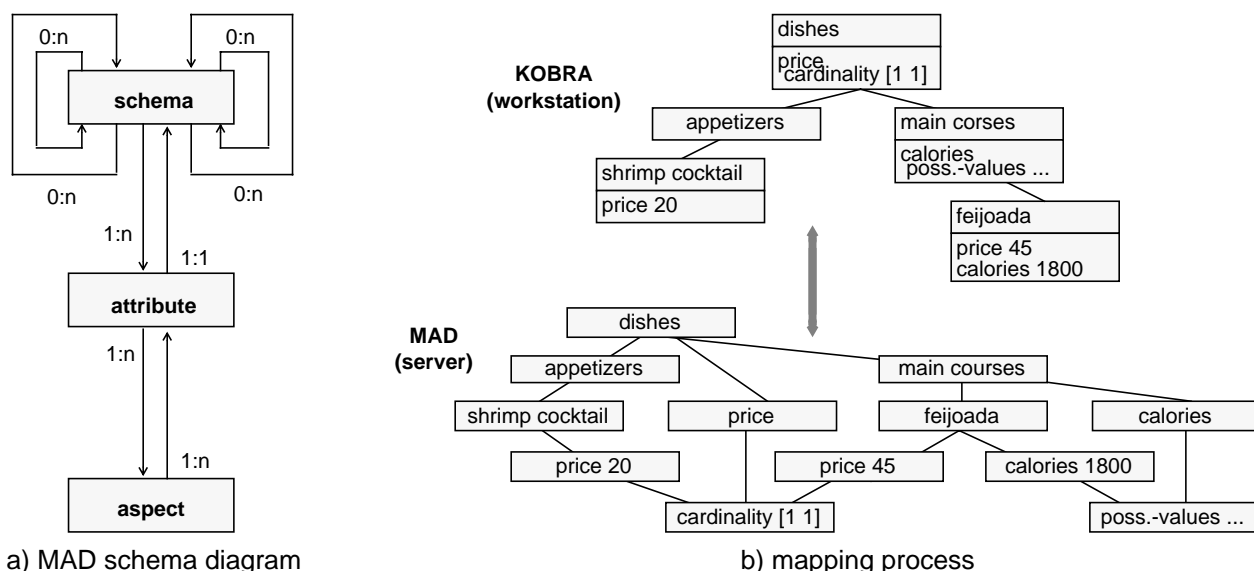 0:n
0:n
schema
0:n
0:n
1:n
1:1
attribute
1:n
1:n
aspect
a) MAD schema diagram
KOBRA
(workstation)
dishes
price
cardinality [1 1]
appetizers
main corses
shrimp cocktail
price 20
calories
poss.-values ...
feijoada
price 45
calories 1800
MAD
(server)
dishes
appetizers
main courses
shrimp cocktail
price
feijoada
calories
price 20
price 45
calories 1800
cardinality [1 1]
poss.-values ...
b) mapping process